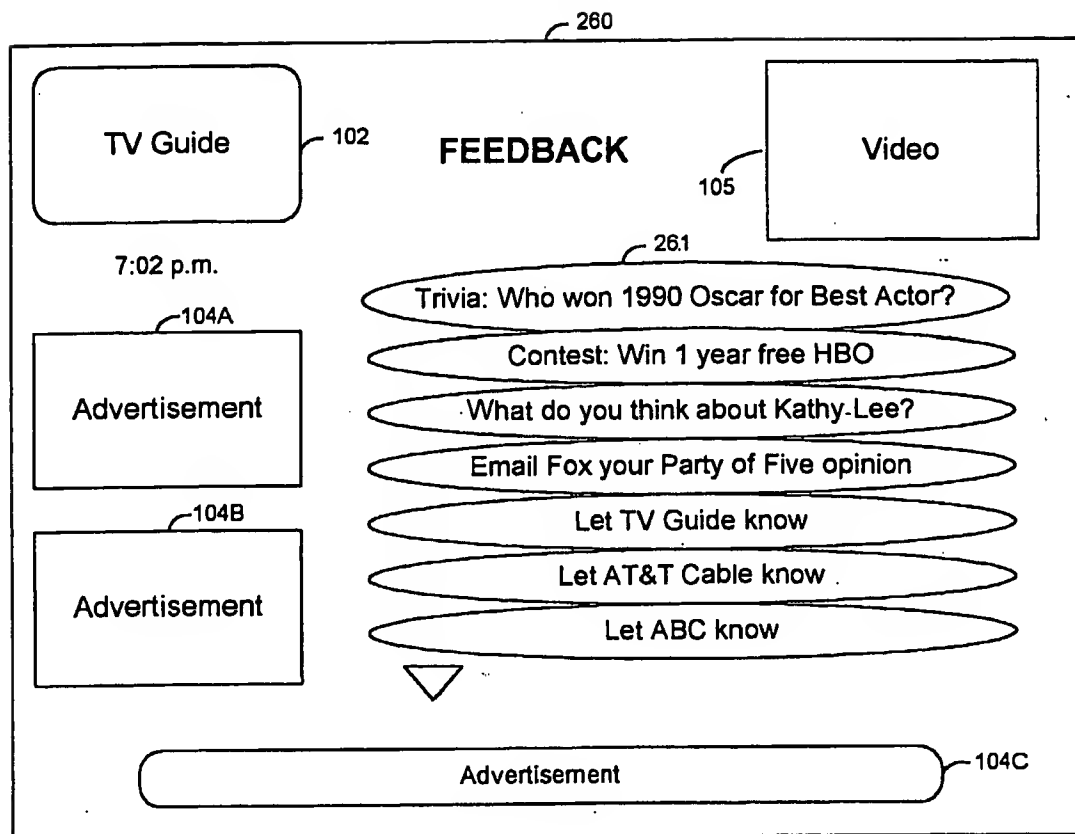 260
TV Guide
102
FEEDBACK
105
Video
7:02 p.m.
261
Trivia: Who won 1990 Oscar for Best Actor?
104A
Contest: Win 1 year free HBO
Advertisement
What do you think about Kathy-Lee?
Email Fox your Party of Five opinion
104B
Let TV Guide know
Let AT&T Cable know
Advertisement
Let ABC know
Advertisement
104C